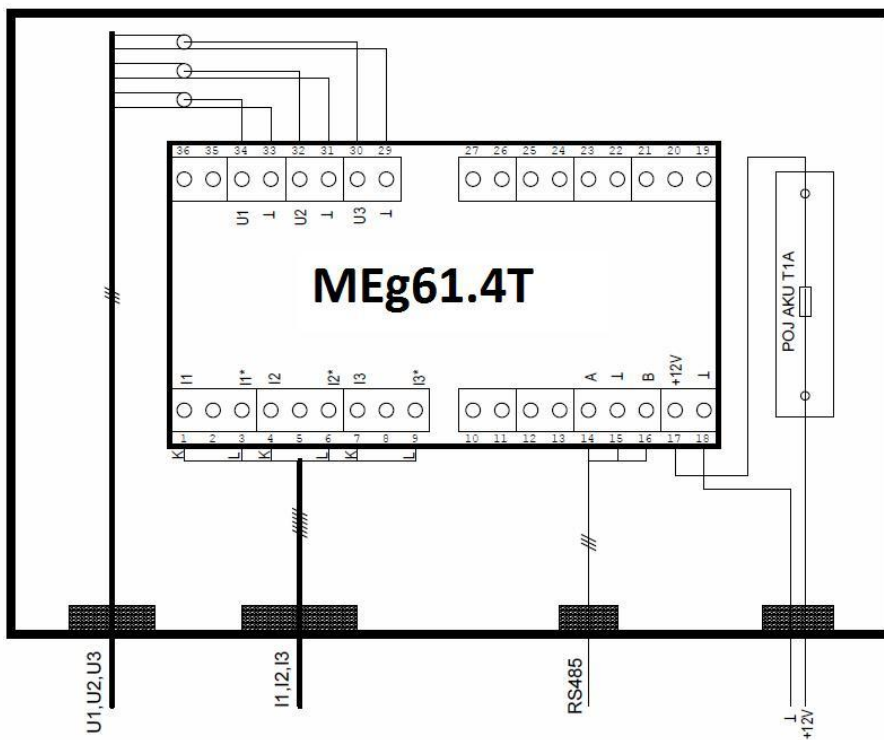 36 35 34 33 32 31 30 29 27 26 25 24 23 22 21 20 19
U1 ⊥ U2 ⊥ U3 ⊥
MEg61.4T
POJ AKU T1A
I1 I1* I2 I2* I3 I3* A ⊥ B +12V ⊥
1 2 3 4 5 6 7 8 9 10 11 12 13 14 15 16 17 18
K L K L K L
U1,U2,U3
I1,I2,I3
RS485
⊥
+12V